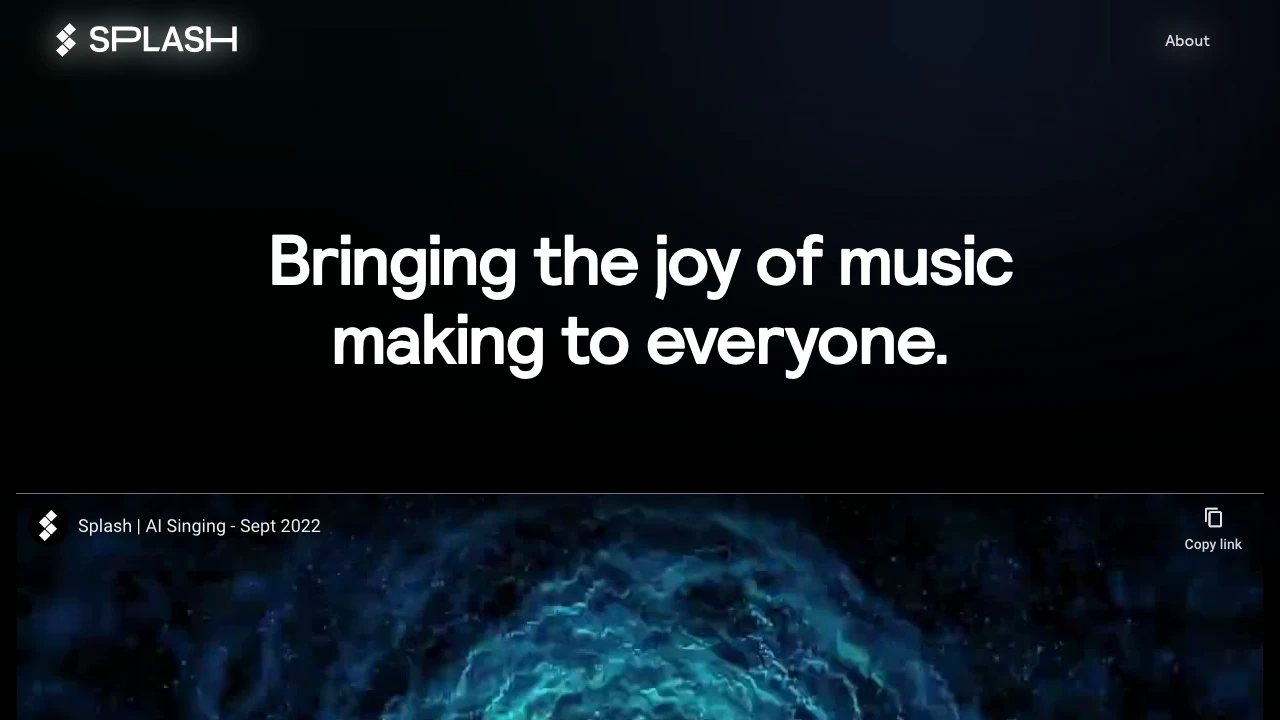 SPLASH
About
Bringing the joy of music
making to everyone.
Splash | AI Singing - Sept 2022
Copy link